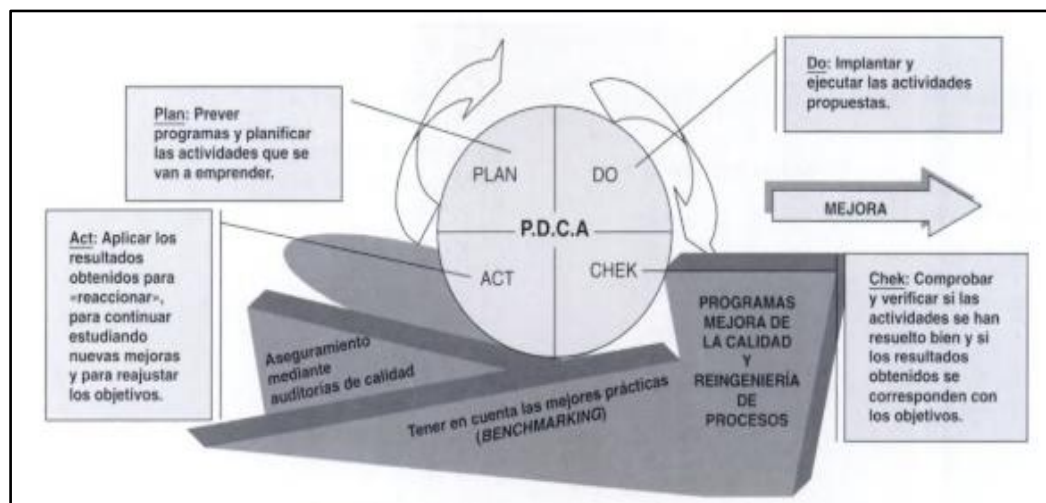 Plan: Prever
programas y planificar
las actividades que se
van a emprender.
Do: Implantar y
ejecutar las actividades
propuestas.
PLAN
DO
P.D.C.A
ACT
CHEK
MEJORA
Act: Aplicar los
resultados
obtenidos para
«reaccionar»,
para continuar
estudiando
nuevas mejoras
y para reajustar
los objetivos.
Aseguramiento
mediante
auditorías de calidad
Tener en cuenta las mejores prácticas
(BENCHMARKING)
PROGRAMAS
MEJORA DE
LA CALIDAD
Y
REINGENIERÍA
DE
PROCESOS
Chek: Comprobar
y verificar si las
actividades se han
resuelto bien y si
los resultados
obtenidos se
corresponden con
los objetivos.